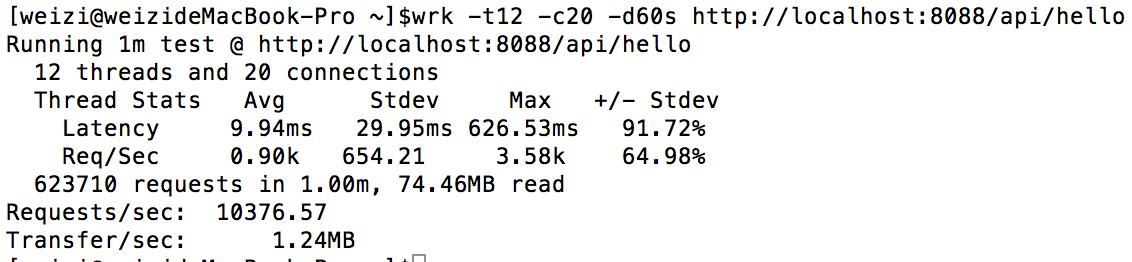 [weizi@weizideMacBook-Pro ~]$wrk -t12 -c20 -d60s http://localhost:8088/api/hello
Running 1m test @ http://localhost:8088/api/hello
  12 threads and 20 connections
  Thread Stats   Avg      Stdev     Max   +/- Stdev
    Latency     9.94ms   29.95ms 626.53ms   91.72%
    Req/Sec     0.90k   654.21     3.58k    64.98%
  623710 requests in 1.00m, 74.46MB read
Requests/sec:  10376.57
Transfer/sec:      1.24MB